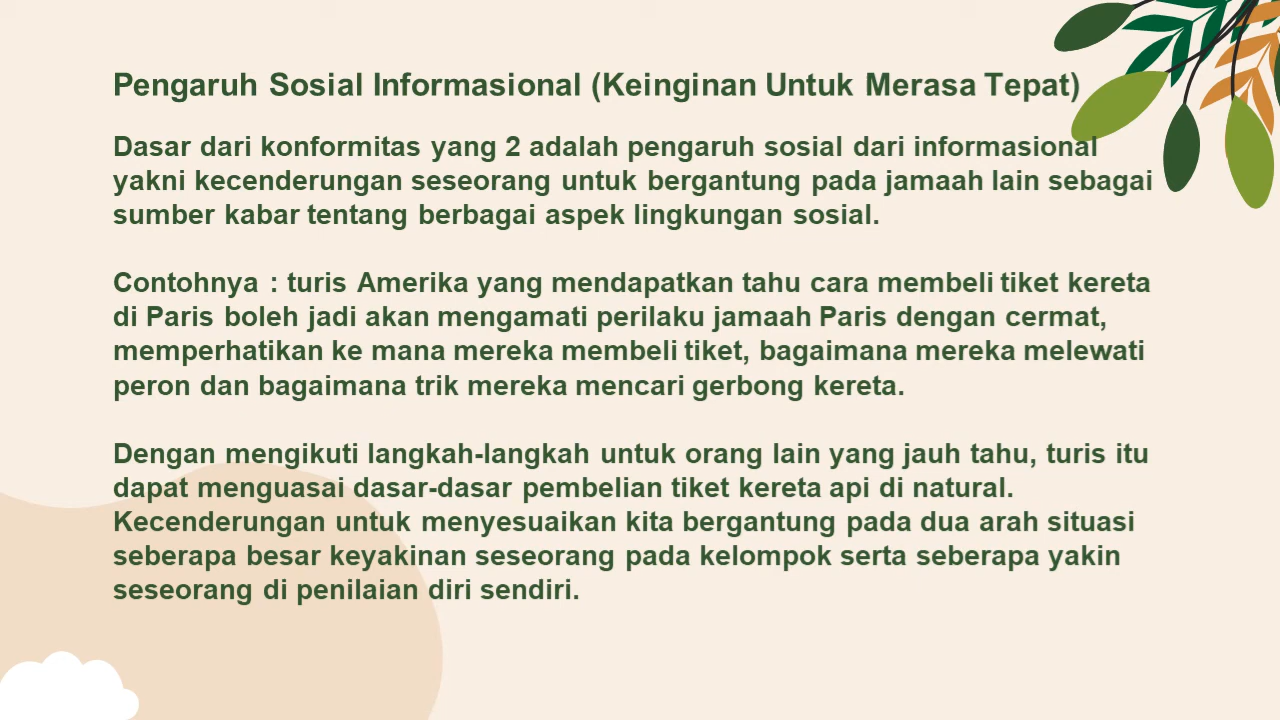 Pengaruh Sosial Informasional (Keinginan Untuk Merasa Tepat)
Dasar dari konformitas yang 2 adalah pengaruh sosial dari informasional
yakni kecenderungan seseorang untuk bergantung pada jamaah lain sebagai
sumber kabar tentang berbagai aspek lingkungan sosial.
Contohnya : turis Amerika yang mendapatkan tahu cara membeli tiket kereta
di Paris boleh jadi akan mengamati perilaku jamaah Paris dengan cermat,
memperhatikan ke mana mereka membeli tiket, bagaimana mereka melewati
peron dan bagaimana trik mereka mencari gerbong kereta.
Dengan mengikuti langkah-langkah untuk orang lain yang jauh tahu, turis itu
dapat menguasai dasar-dasar pembelian tiket kereta api di natural.
Kecenderungan untuk menyesuaikan kita bergantung pada dua arah situasi
seberapa besar keyakinan seseorang pada kelompok serta seberapa yakin
seseorang di penilaian diri sendiri.